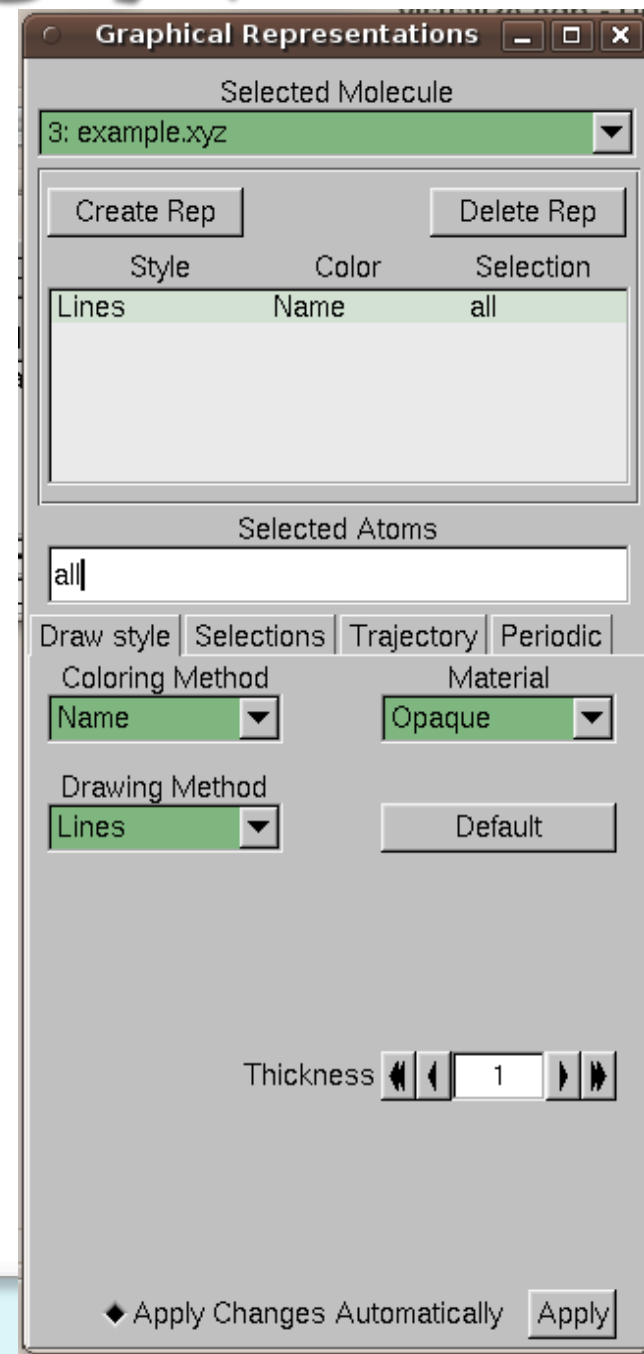 Graphical Representations
Selected Molecule
3: example.xyz
Create Rep Delete Rep
Style Color Selection
Lines Name all
Selected Atoms
all
Draw style Selections Trajectory Periodic
Coloring Method Material
Name Opaque
Drawing Method
Lines Default
Thickness 1
Apply Changes Automatically Apply